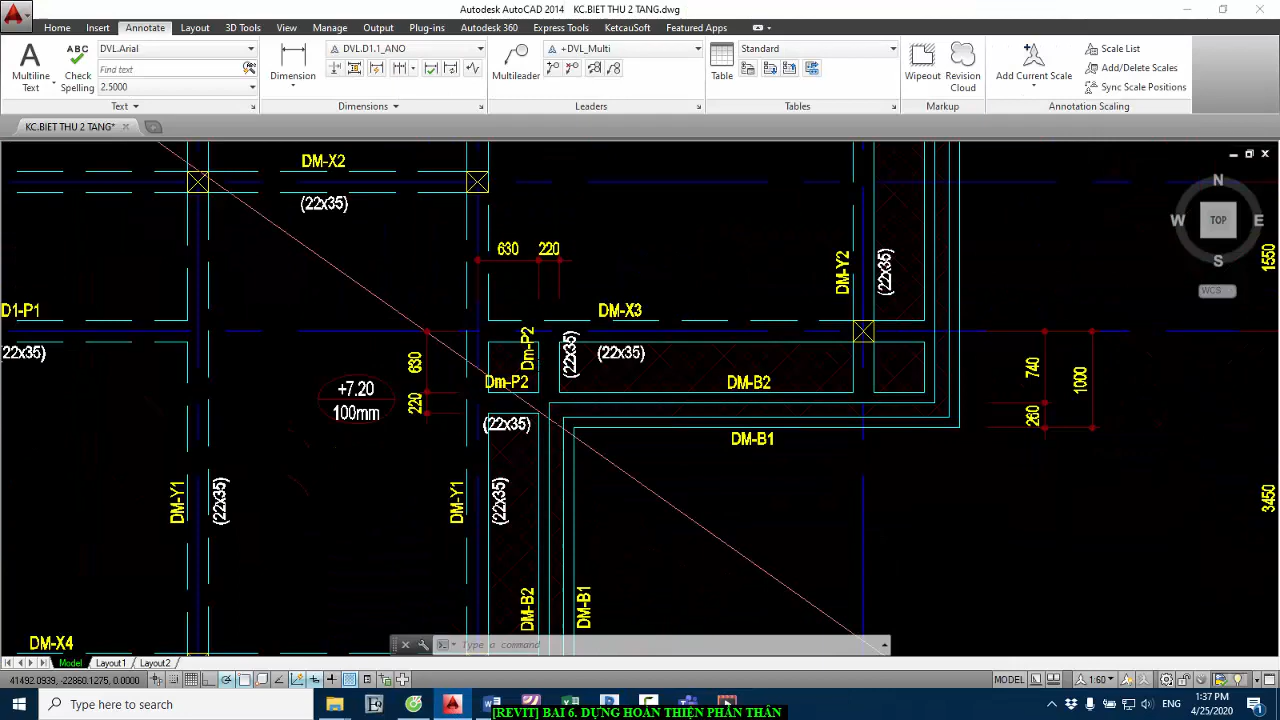 Autodesk AutoCAD 2014 KC.BIET THU 2 TANG.dwg
Home Insert Annotate Layout 3D Tools View Manage Output Plug-ins Autodesk 360 Express Tools KetcauSoft Featured Apps
A ABC DVL.Arial DVL.D1.1_ANO +DVL_Multi Standard Scale List
Find text
Multiline Text Check Spelling Dimension Multileader Table Wipeout Revision Cloud Add Current Scale Add/Delete Scales
2.5000 Sync Scale Positions
Text Dimensions Leaders Tables Markup Annotation Scaling
KC.BIET THU 2 TANG*
DM-X2
N
(22x35)
W TOP E
630 220
S
DM-Y2
(22x35)
1550
WCS
D1-P1
DM-X3
(22x35)
Dm-P2
(22x35)
(22x35)
630
740
1000
Dm-P2
DM-B2
+7.20
100mm
220
260
(22x35)
DM-B1
DM-Y1
(22x35)
DM-Y1
(22x35)
3450
DM-B2
DM-B1
DM-X4
Type a command
Model Layout1 Layout2
41492.0939, -22860.1275, 0.0000 MODEL 1:60
Type here to search
ENG
1:37 PM
4/25/2020
[REVIT] BAI 6. DỰNG HOÀN THIỆN PHẦN THÂN